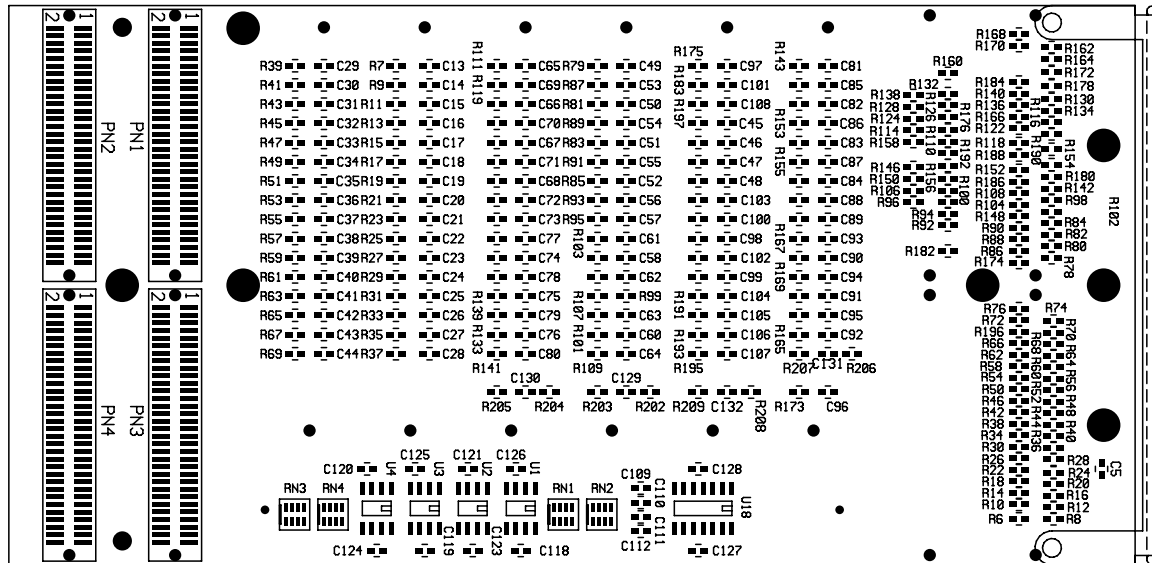 2 1
2 1
PN2
PN1
2 1
2 1
PN4
PN3
R39 C29 R7 C13 R111 C65 R79 C49 R175 C97 R143 C81
R41 C30 R9 C14 R119 C69 R87 C53 R183 C101 C85
R43 C31 R11 C15 C66 R81 C50 R197 C108 C82
R45 C32 R13 C16 C70 R89 C54 C45 R153 C86
R47 C33 R15 C17 C67 R83 C51 C46 C83
R49 C34 R17 C18 C71 R91 C55 C47 R155 C87
R51 C35 R19 C19 C68 R85 C52 C48 C84
R53 C36 R21 C20 C72 R93 C56 C103 C88
R55 C37 R23 C21 C73 R95 C57 C100 C89
R57 C38 R25 C22 C77 R103 C61 C98 R167 C93
R59 C39 R27 C23 C74 C58 C102 C90
R61 C40 R29 C24 C78 C62 C99 R169 C94
R63 C41 R31 C25 R139 C75 R107 R99 R191 C104 C91
R65 C42 R33 C26 C79 C63 C105 C95
R67 C43 R35 C27 R133 C76 R101 C60 R193 C106 R165 C92
R69 C44 R37 C28 R141 C80 R109 C64 R195 C107 R207 C131 R206
R205 C130 R204 R203 C129 R202 R209 C132 R208 R173 C96
R160
R132
R138
R128
R124
R114
R158
R126
R110
R176
R192
R146
R150
R106
R96
R156
R100
R94
R92
R182
R168
R170
R184
R140
R136
R166
R122
R118
R188
R152
R186
R108
R104
R148
R90
R88
R86
R174
R116
R190
R162
R164
R172
R178
R130
R134
R154
R180
R142
R98
R84
R82
R80
R78
R102
R76
R72
R196
R66
R62
R58
R54
R50
R46
R42
R38
R34
R30
R26
R22
R18
R14
R10
R6
R74
R68
R60
R52
R44
R36
R70
R64
R56
R48
R40
R28
R24
R20
R16
R12
R8
C5
C120 U4 C125 U3 C121 U2 C126 U1 C109 C128
RN3 RN4 RN1 RN2 C110 U18
C111
C124 C119 C123 C118 C112 C127